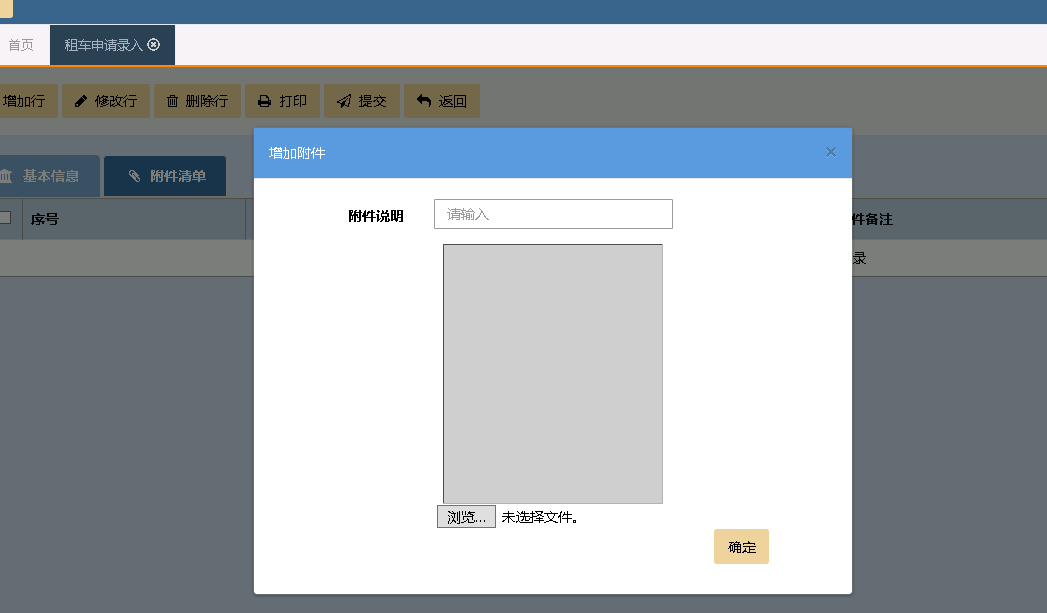 首页
租车申请录入
增加行 修改行 删除行 打印 提交 返回
增加附件 ×
基本信息 附件清单
附件说明 请输入
序号 件备注
录
浏览... 未选择文件。
确定